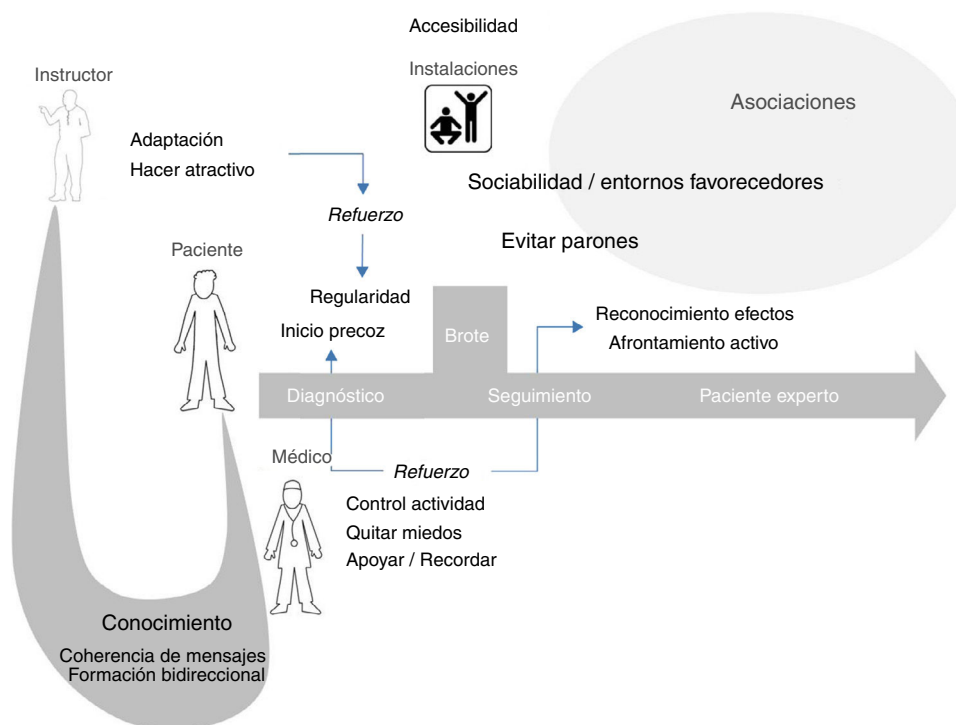 Accesibilidad
Instructor
Instalaciones
Asociaciones
Adaptación
Hacer atractivo
Sociabilidad / entornos favorecedores
Refuerzo
Paciente
Evitar parones
Regularidad
Inicio precoz
Brote
Reconocimiento efectos
Afrontamiento activo
Diagnóstico
Seguimiento
Paciente experto
Médico
Refuerzo
Control actividad
Quitar miedos
Apoyar / Recordar
Conocimiento
Coherencia de mensajes
Formación bidireccional